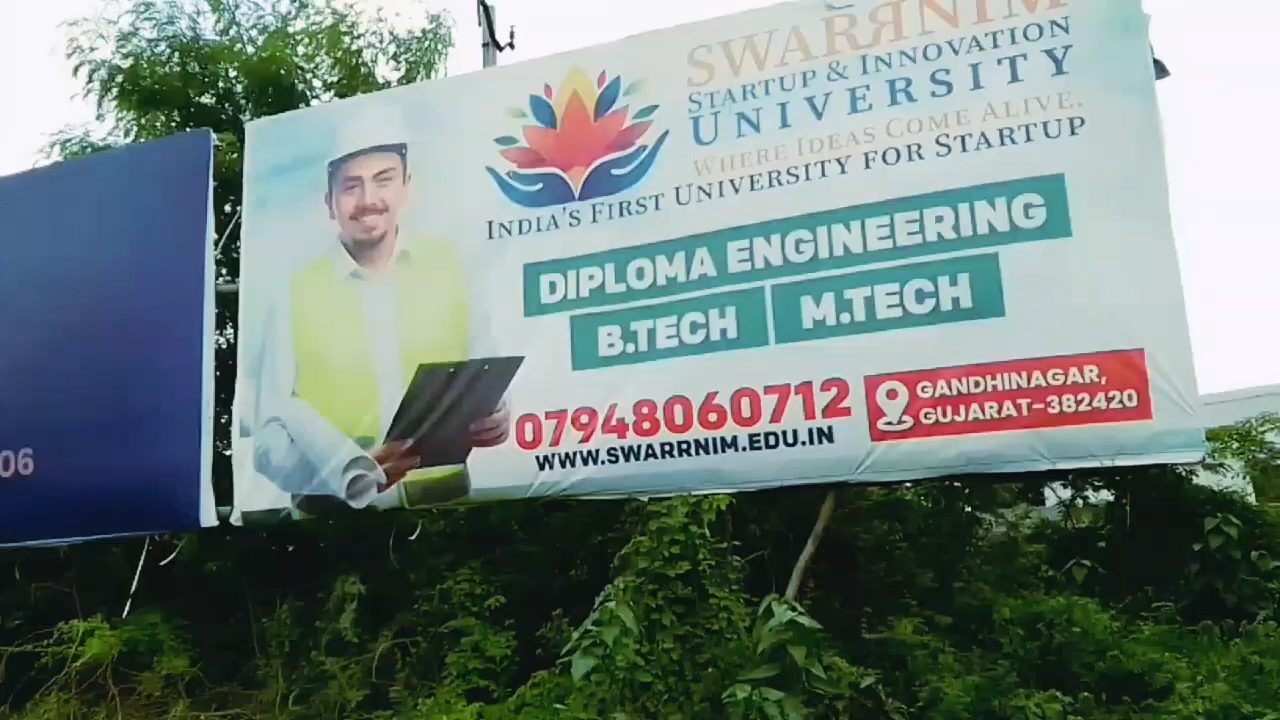 SWARRNIM
STARTUP & INNOVATION
UNIVERSITY
WHERE IDEAS COME ALIVE.
INDIA'S FIRST UNIVERSITY FOR STARTUP
DIPLOMA ENGINEERING
B.TECH M.TECH
07948060712
WWW.SWARRNIM.EDU.IN
GANDHINAGAR,
GUJARAT-382420
06